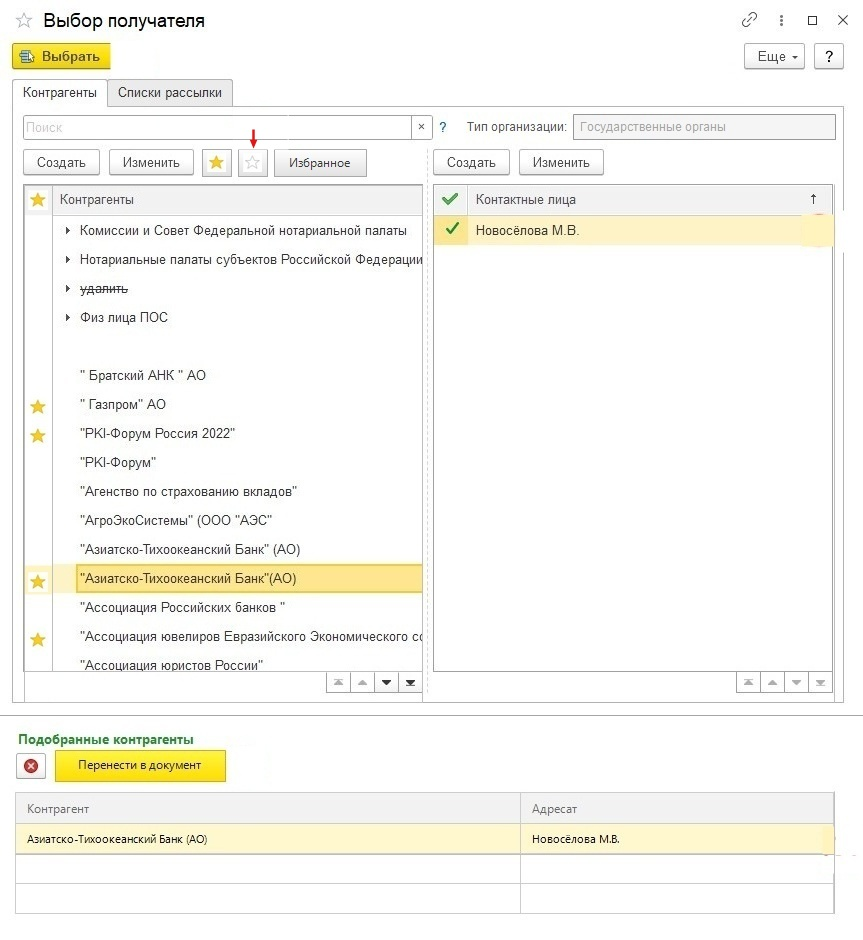 Выбор получателя
Выбрать
Еще
?
Контрагенты
Списки рассылки
Поиск
×
?
Тип организации:
Государственные органы
Создать
Изменить
Избранное
Создать
Изменить
Контрагенты
Контактные лица
↑
Комиссии и Совет Федеральной нотариальной палаты
Новосёлова М.В.
Нотариальные палаты субъектов Российской Федерации
удалить
Физ лица ПОС
" Братский АНК " АО
" Газпром" АО
"PKI-Форум Россия 2022"
"PKI-Форум"
"Агенство по страхованию вкладов"
"АгроЭкоСистемы" (ООО "АЭС"
"Азиатско-Тихоокеанский Банк" (АО)
"Азиатско-Тихоокеанский Банк"(АО)
"Ассоциация Российских банков "
"Ассоциация ювелиров Евразийского Экономического со
"Ассоциация юристов России"
Подобранные контрагенты
Перенести в документ
Контрагент
Адресат
Азиатско-Тихоокеанский Банк (АО)
Новосёлова М.В.